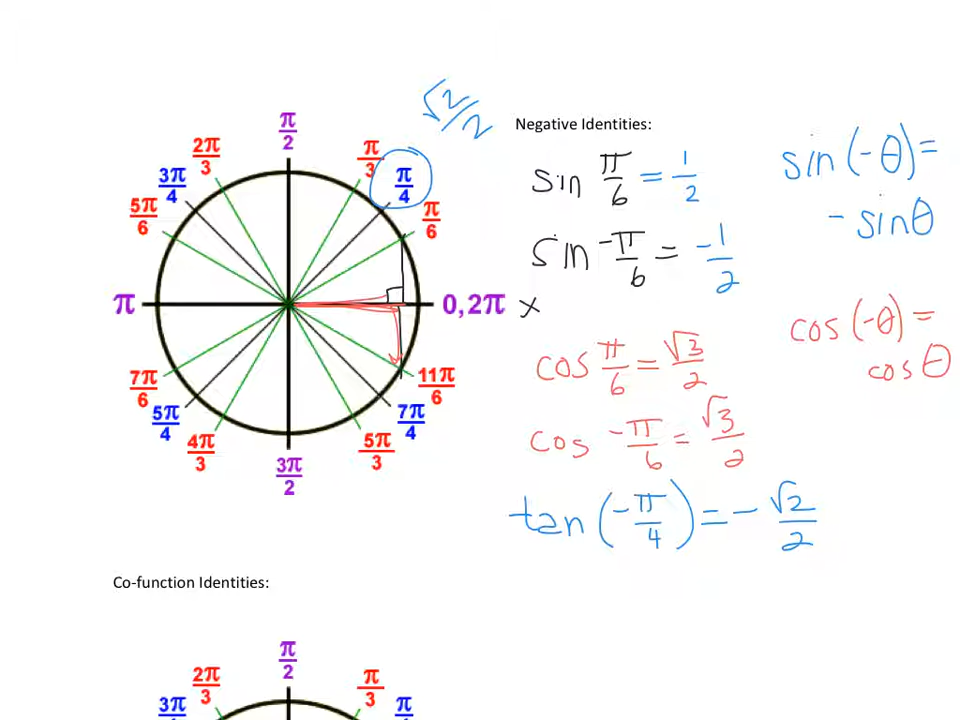 √2/2
Negative Identities:
sin π/6 = 1/2
sin -π/6 = -1/2
x
cos π/6 = √3/2
cos -π/6 = √3/2
tan (-π/4) = - √2/2
sin (-θ) =
- sinθ
cos (-θ) =
cos θ
π/2
2π/3
π/3
3π/4
π/4
5π/6
π/6
π
0, 2π
7π/6
11π/6
5π/4
7π/4
4π/3
5π/3
3π/2
Co-function Identities:
π/2
2π/3
π/3